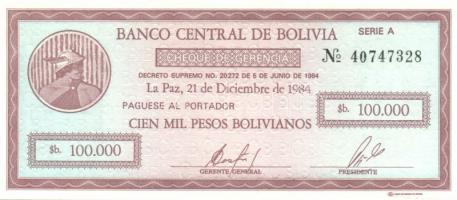 BANCO CENTRAL DE BOLIVIA
SERIE A
CHEQUE DE GERENCIA
№ 40747328
DECRETO SUPREMO NO. 20272 DE 5 DE JUNIO DE 1984
La Paz, 21 de Diciembre de 1984
PAGUESE AL PORTADOR
$b. 100.000
CIEN MIL PESOS BOLIVIANOS
$b. 100.000
GERENTE GENERAL
PRESIDENTE